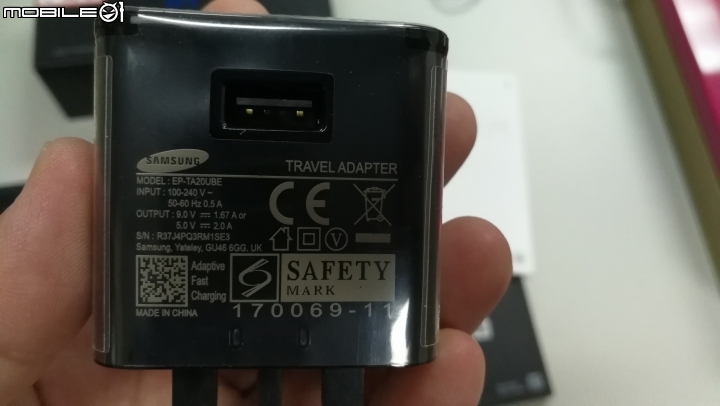 MOBILE01
SAMSUNG
TRAVEL ADAPTER
MODEL : EP-TA20UBE
INPUT : 100-240 V ~
50-60 Hz 0.5 A
OUTPUT : 9.0 V ⎓ 1.67 A or
5.0 V ⎓ 2.0 A
S/N : R37J4PQ3RM1SE3
Samsung, Yateley, GU46 6GG, UK
CE
V
Adaptive
Fast
Charging
SAFETY
MARK
MADE IN CHINA
170069-11